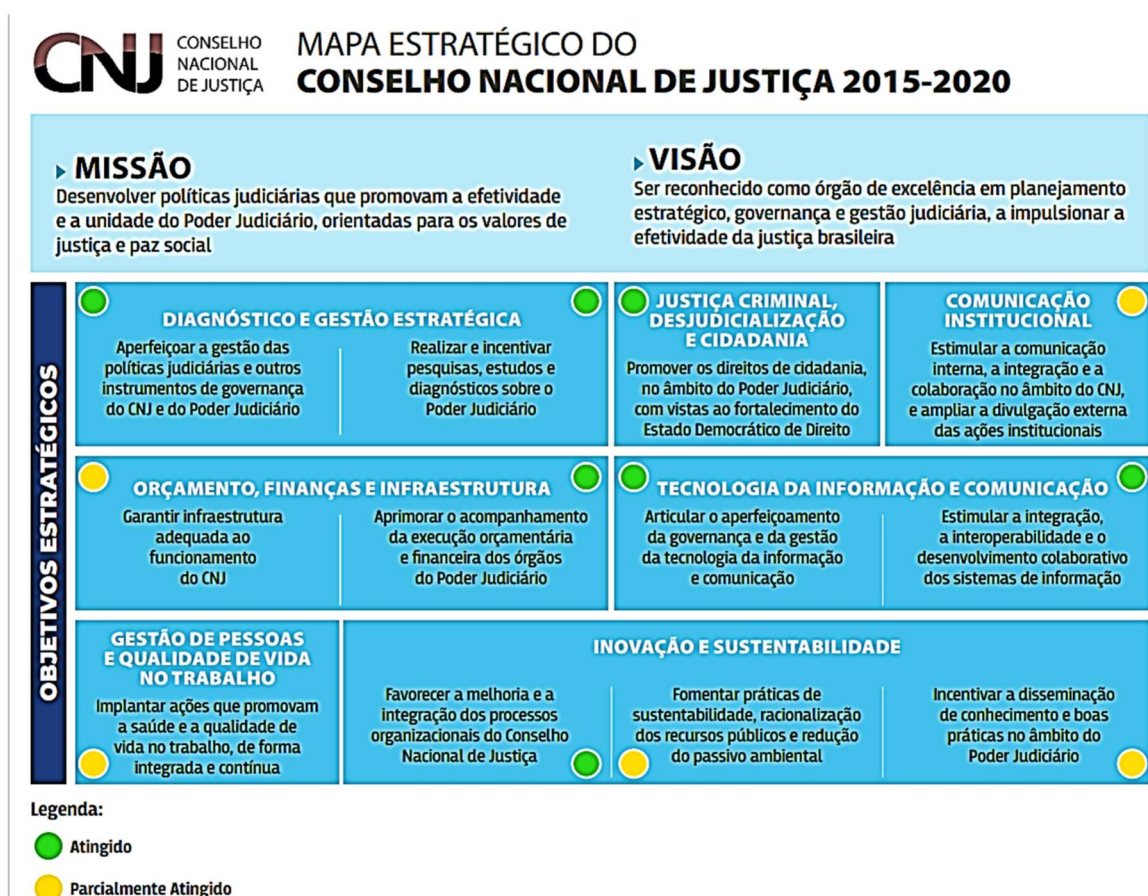 CNJ
CONSELHO
NACIONAL
DE JUSTIÇA
MAPA ESTRATÉGICO DO
CONSELHO NACIONAL DE JUSTIÇA 2015-2020
MISSÃO
Desenvolver políticas judiciárias que promovam a efetividade
e a unidade do Poder Judiciário, orientadas para os valores de
justiça e paz social
VISÃO
Ser reconhecido como órgão de excelência em planejamento
estratégico, governança e gestão judiciária, a impulsionar a
efetividade da justiça brasileira
OBJETIVOS ESTRATÉGICOS
DIAGNÓSTICO E GESTÃO ESTRATÉGICA
Aperfeiçoar a gestão das
políticas judiciárias e outros
instrumentos de governança
do CNJ e do Poder Judiciário
Realizar e incentivar
pesquisas, estudos e
diagnósticos sobre o
Poder Judiciário
JUSTIÇA CRIMINAL,
DESJUDICIALIZAÇÃO
E CIDADANIA
Promover os direitos de cidadania,
no âmbito do Poder Judiciário,
com vistas ao fortalecimento do
Estado Democrático de Direito
COMUNICAÇÃO
INSTITUCIONAL
Estimular a comunicação
interna, a integração e a
colaboração no âmbito do CNJ,
e ampliar a divulgação externa
das ações institucionais
ORÇAMENTO, FINANÇAS E INFRAESTRUTURA
Garantir infraestrutura
adequada ao
funcionamento
do CNJ
Aprimorar o acompanhamento
da execução orçamentária
e financeira dos órgãos
do Poder Judiciário
TECNOLOGIA DA INFORMAÇÃO E COMUNICAÇÃO
Articular o aperfeiçoamento
da governança e da gestão
da tecnologia da informação
e comunicação
Estimular a integração,
a interoperabilidade e o
desenvolvimento colaborativo
dos sistemas de informação
GESTÃO DE PESSOAS
E QUALIDADE DE VIDA
NO TRABALHO
Implantar ações que promovam
a saúde e a qualidade de
vida no trabalho, de forma
integrada e contínua
INOVAÇÃO E SUSTENTABILIDADE
Favorecer a melhoria e a
integração dos processos
organizacionais do Conselho
Nacional de Justiça
Fomentar práticas de
sustentabilidade, racionalização
dos recursos públicos e redução
do passivo ambiental
Incentivar a disseminação
de conhecimento e boas
práticas no âmbito do
Poder Judiciário
Legenda:
Atingido
Parcialmente Atingido